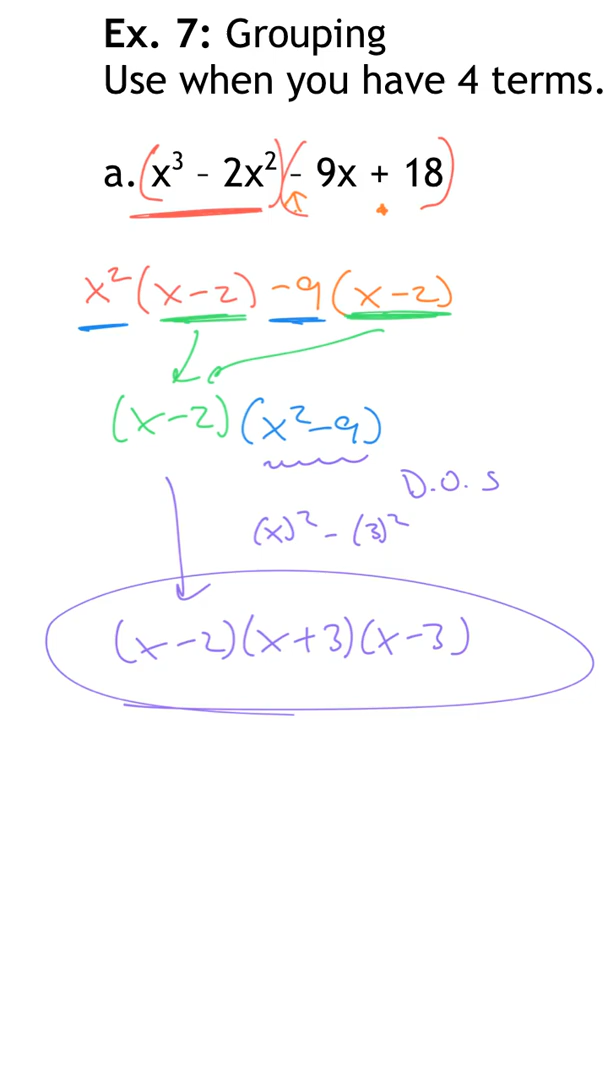 Ex. 7: Grouping
Use when you have 4 terms.
a. (x³ - 2x²)(- 9x + 18)
x²(x-2) -9(x-2)
(x-2)(x²-9)
D.O.S
(x)² - (3)²
(x-2)(x+3)(x-3)